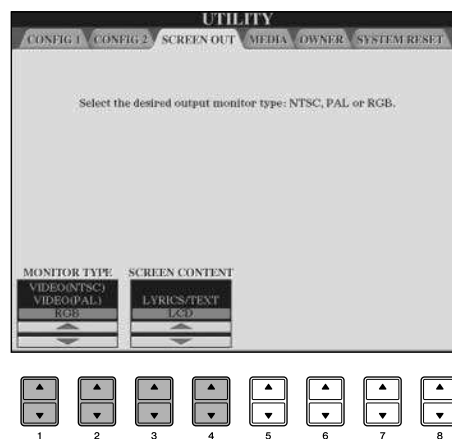 UTILITY
CONFIG 1 CONFIG 2 SCREEN OUT MEDIA OWNER SYSTEM RESET
Select the desired output monitor type: NTSC, PAL or RGB.
MONITOR TYPE SCREEN CONTENT
VIDEO(NTSC)
VIDEO(PAL) LYRICS/TEXT
RGB LCD
1 2 3 4 5 6 7 8